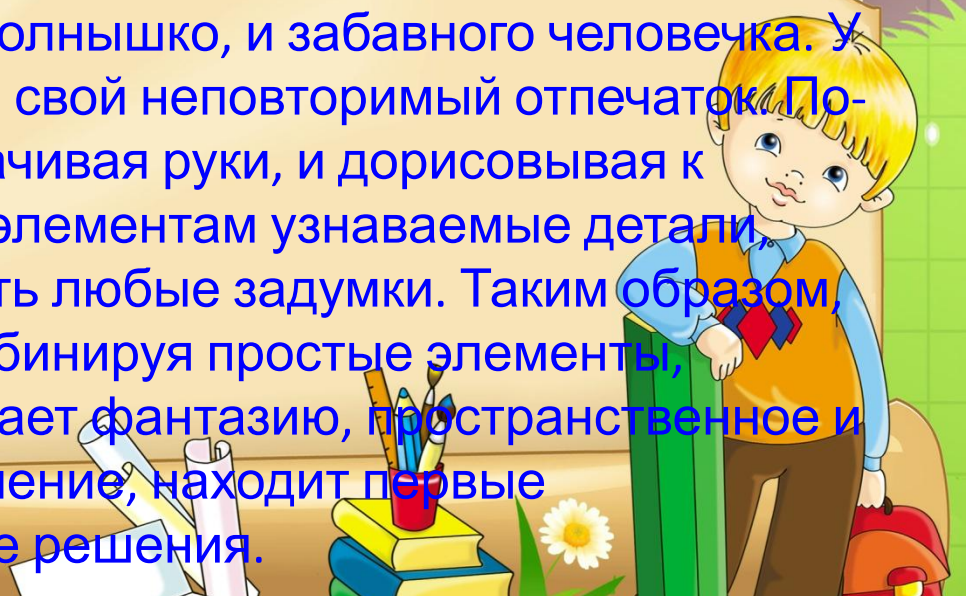 олнышко, и забавного человечка. У
свой неповторимый отпечаток. По-
ачивая руки, и дорисовывая к
элементам узнаваемые детали,
ть любые задумки. Таким образом,
бинируя простые элементы,
ает фантазию, пространственное и
ление, находит первые
е решения.